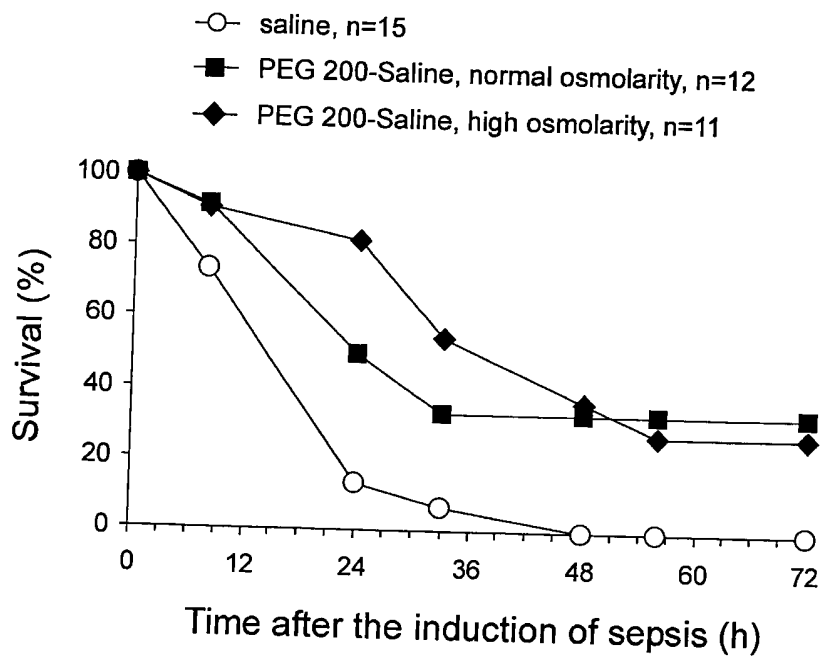 saline, n=15
PEG 200-Saline, normal osmolarity, n=12
PEG 200-Saline, high osmolarity, n=11
Survival (%)
100
80
60
40
20
0
0 12 24 36 48 60 72
Time after the induction of sepsis (h)